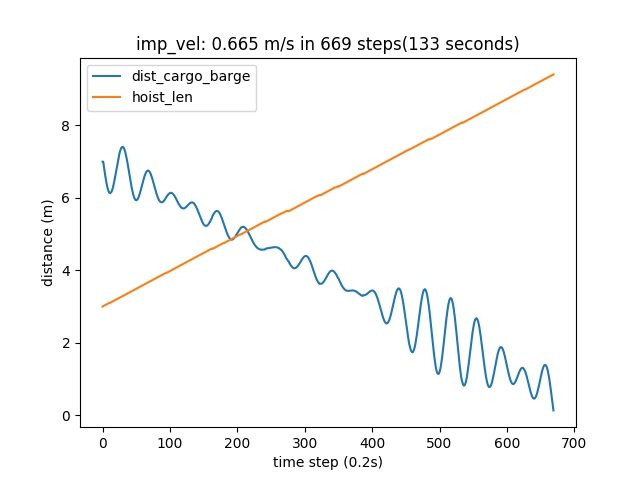 imp_vel: 0.665 m/s in 669 steps(133 seconds)
dist_cargo_barge
hoist_len
8
6
4
2
0
distance (m)
0 100 200 300 400 500 600 700
time step (0.2s)